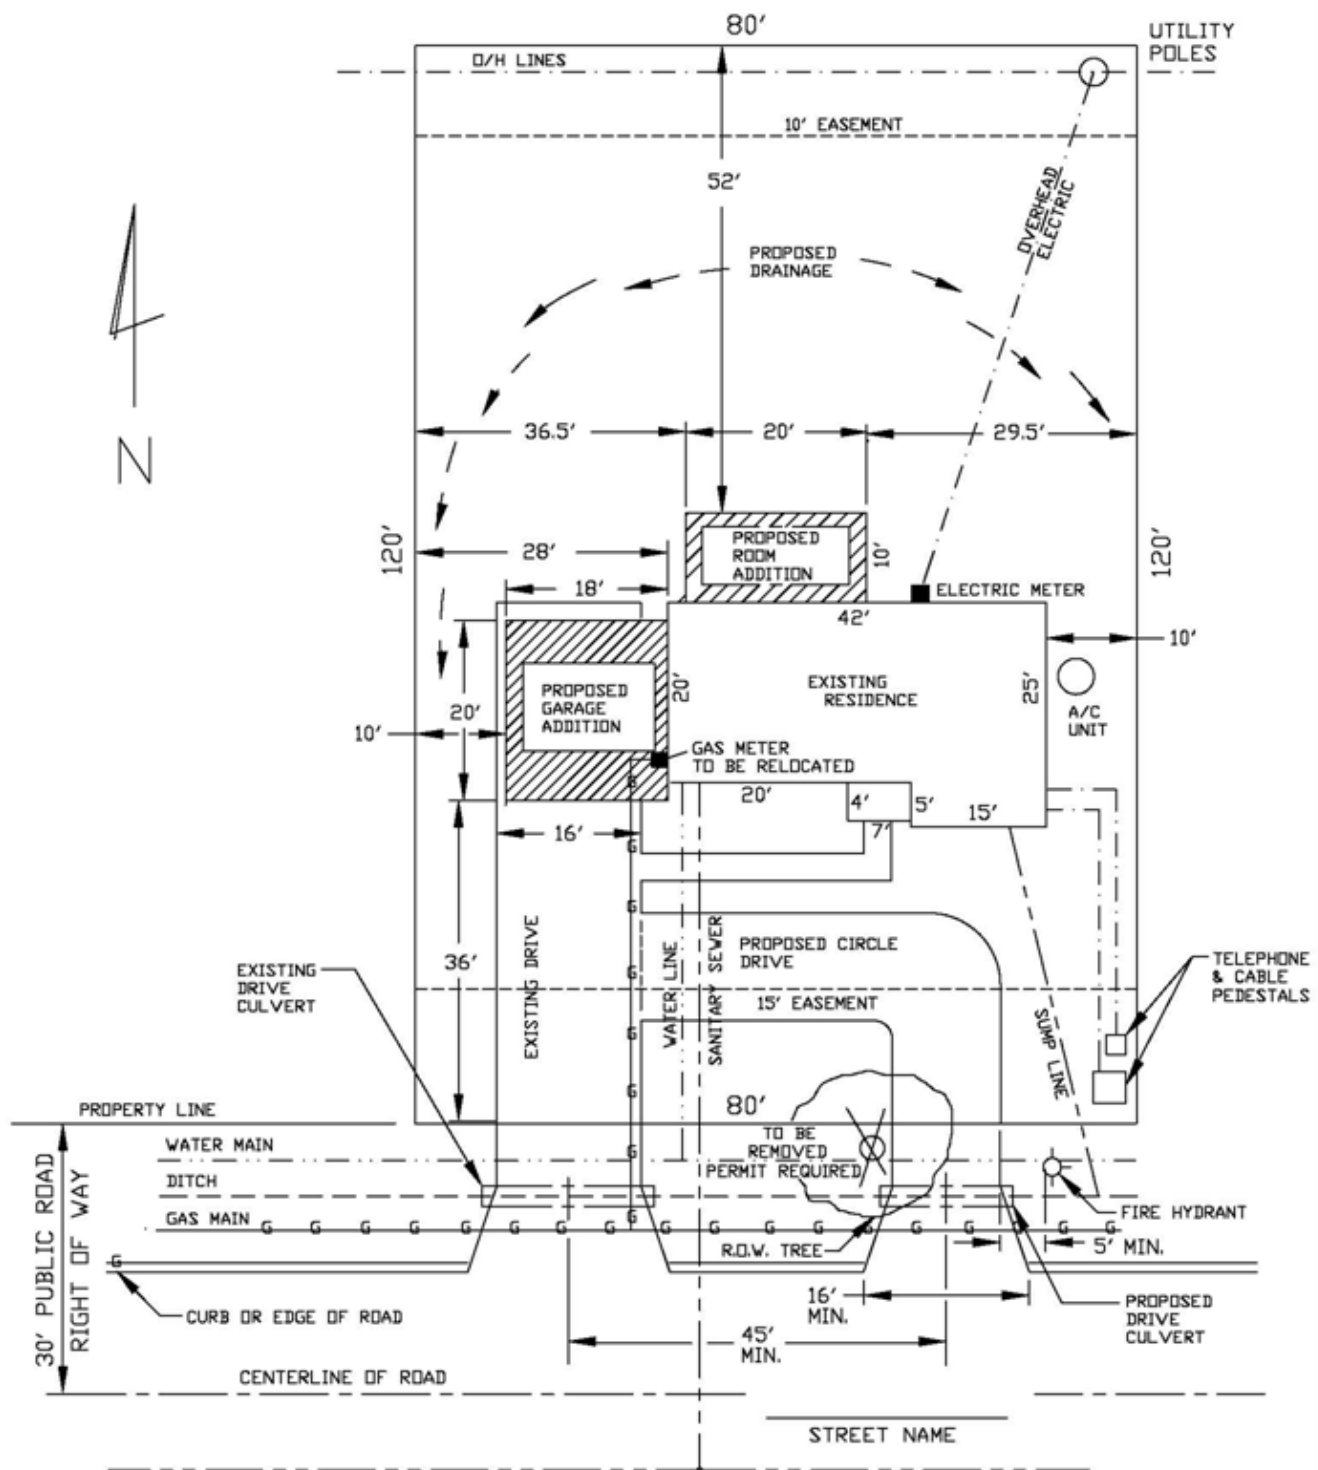 80'
UTILITY
POLES
O/H LINES
10' EASEMENT
52'
OVERHEAD
ELECTRIC
PROPOSED
DRAINAGE
N
36.5'
20'
29.5'
120'
120'
28'
PROPOSED
ROOM
ADDITION
10'
18'
ELECTRIC METER
42'
10'
20'
EXISTING
RESIDENCE
25'
PROPOSED
GARAGE
ADDITION
20'
10'
A/C
UNIT
GAS METER
TO BE RELOCATED
G
20'
4'
5'
15'
16'
7'
G
G
EXISTING DRIVE
WATER LINE
SANITARY SEWER
PROPOSED CIRCLE
DRIVE
36'
G
EXISTING
DRIVE
CULVERT
TELEPHONE
& CABLE
PEDESTALS
15' EASEMENT
SUMP LINE
G
G
80'
PROPERTY LINE
TO BE
REMOVED
PERMIT REQUIRED
WATER MAIN
G
DITCH
30' PUBLIC ROAD
RIGHT OF WAY
GAS MAIN
G G G G G G G G G G G G G G G G G G
FIRE HYDRANT
R.O.W. TREE
5' MIN.
G
CURB OR EDGE OF ROAD
16'
MIN.
PROPOSED
DRIVE
CULVERT
45'
MIN.
CENTERLINE OF ROAD
STREET NAME